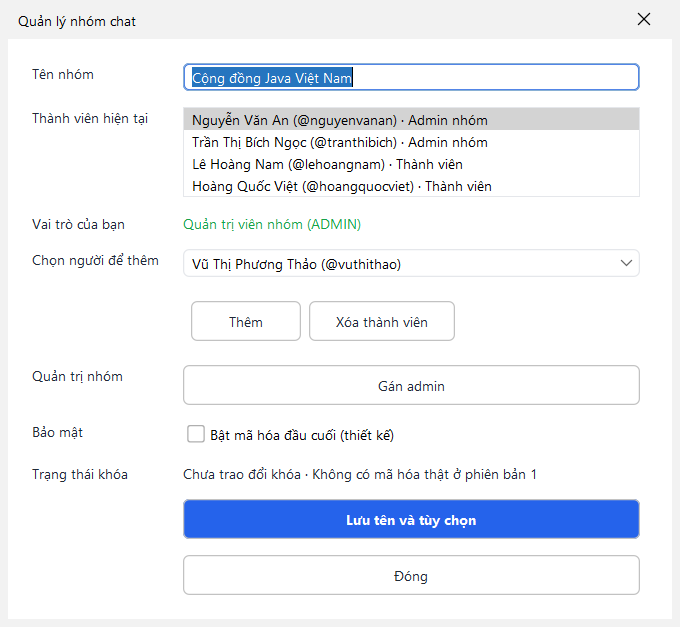 Quản lý nhóm chat
Tên nhóm
Cộng đồng Java Việt Nam
Thành viên hiện tại
Nguyễn Văn An (@nguyenvanan) · Admin nhóm
Trần Thị Bích Ngọc (@tranthibich) · Admin nhóm
Lê Hoàng Nam (@lehoangnam) · Thành viên
Hoàng Quốc Việt (@hoangquocviet) · Thành viên
Vai trò của bạn
Quản trị viên nhóm (ADMIN)
Chọn người để thêm
Vũ Thị Phương Thảo (@vuthithao)
Thêm
Xóa thành viên
Quản trị nhóm
Gán admin
Bảo mật
Bật mã hóa đầu cuối (thiết kế)
Trạng thái khóa
Chưa trao đổi khóa · Không có mã hóa thật ở phiên bản 1
Lưu tên và tùy chọn
Đóng